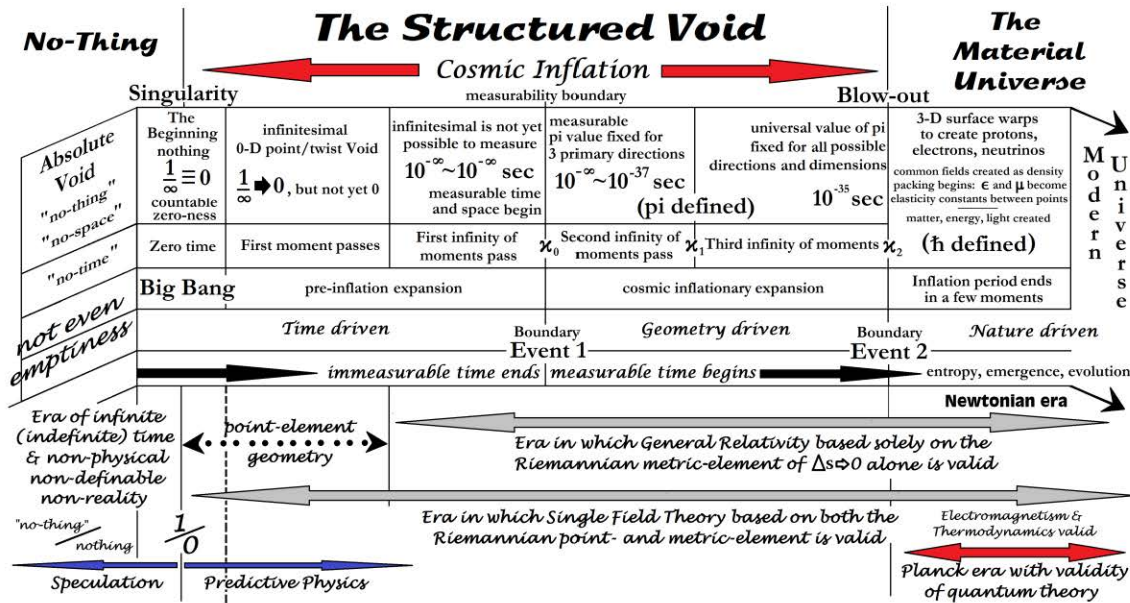 No-Thing
The Structured Void
The
Material
Universe
Cosmic Inflation
Singularity
measurability boundary
Blow-out
Absolute
Void
"no-thing"
"no-space"
"no-time"
not even
emptiness
The
Beginning
nothing
1/∞ ≡ 0
countable
zero-ness
infinitesimal
0-D point/twist Void
1/∞ ➡ 0, but not yet 0
infinitesimal is not yet
possible to measure
10^-∞~10^-∞ sec
measurable time
and space begin
measurable
pi value fixed for
3 primary directions
10^-∞~10^-37 sec
universal value of pi
fixed for all possible
directions and dimensions
10^-35 sec
(pi defined)
3-D surface warps
to create protons,
electrons, neutrinos
common fields created as density
packing begins: ϵ and μ become
elasticity constants between points
matter, energy, light created
(ħ defined)
Modern
Universe
Zero time
First moment passes
First infinity of
moments pass
ϰ0
Second infinity of
moments pass
ϰ1
Third infinity of moments
ϰ2
Big Bang
pre-inflation expansion
cosmic inflationary expansion
Inflation period ends
in a few moments
Time driven
Boundary
Event 1
Geometry driven
Boundary
Event 2
Nature driven
immeasurable time ends
measurable time begins
entropy, emergence, evolution
Newtonian era
Era of infinite
(indefinite) time
& non-physical
non-definable
non-reality
point-element
geometry
Era in which General Relativity based solely on the
Riemannian metric-element of Δs⇨0 alone is valid
"no-thing"/nothing
1/0
Era in which Single Field Theory based on both the
Riemannian point- and metric-element is valid
Electromagnetism &
Thermodynamics valid
Speculation
Predictive Physics
Planck era with validity
of quantum theory